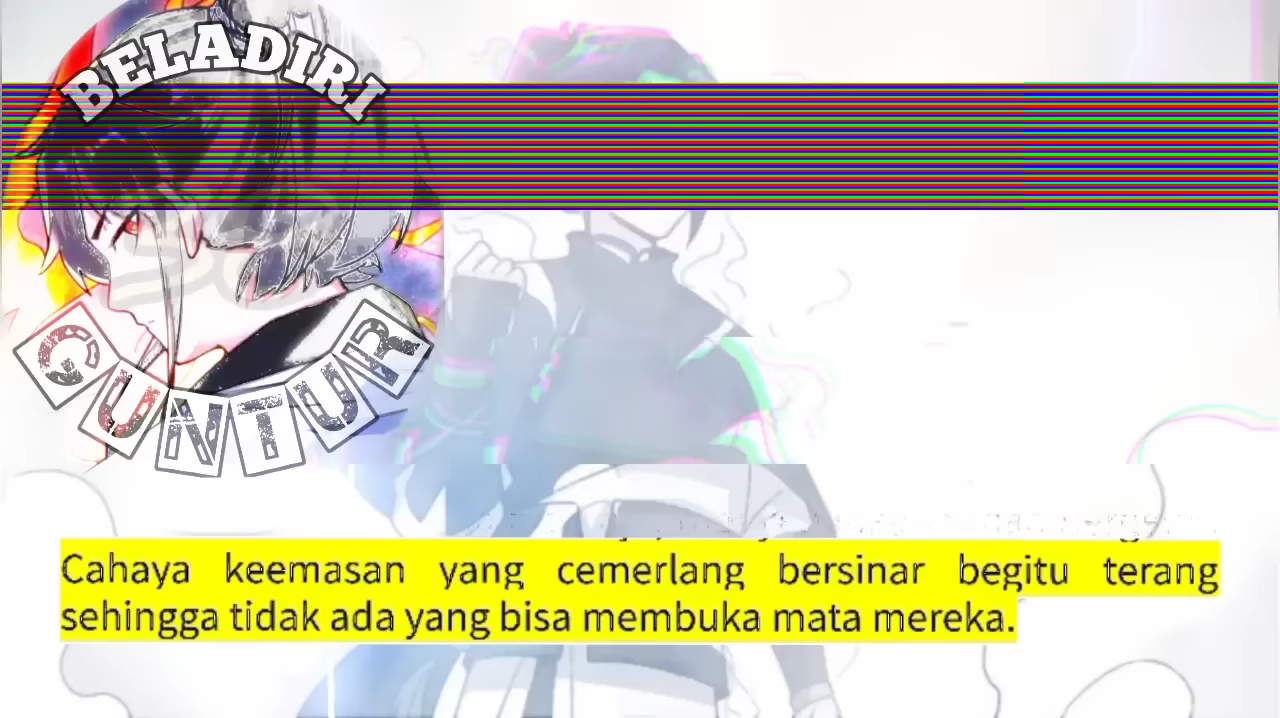 BELADIRI
GUNTUR
Cahaya keemasan yang cemerlang bersinar begitu terang
sehingga tidak ada yang bisa membuka mata mereka.